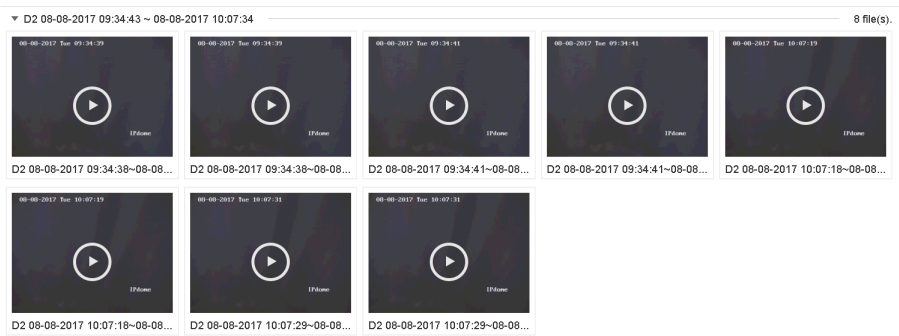 D2 08-08-2017 09:34:43 ~ 08-08-2017 10:07:34 8 file(s).
08-08-2017 Tue 09:34:39 08-08-2017 Tue 09:34:39 08-08-2017 Tue 09:34:41 08-08-2017 Tue 09:34:41 08-08-2017 Tue 10:07:19
IPdome IPdome IPdome IPdome IPdome
D2 08-08-2017 09:34:38~08-08... D2 08-08-2017 09:34:38~08-08... D2 08-08-2017 09:34:41~08-08... D2 08-08-2017 09:34:41~08-08... D2 08-08-2017 10:07:18~08-08...
08-08-2017 Tue 10:07:19 08-08-2017 Tue 10:07:31 08-08-2017 Tue 10:07:31
IPdome IPdome IPdome
D2 08-08-2017 10:07:18~08-08... D2 08-08-2017 10:07:29~08-08... D2 08-08-2017 10:07:29~08-08...